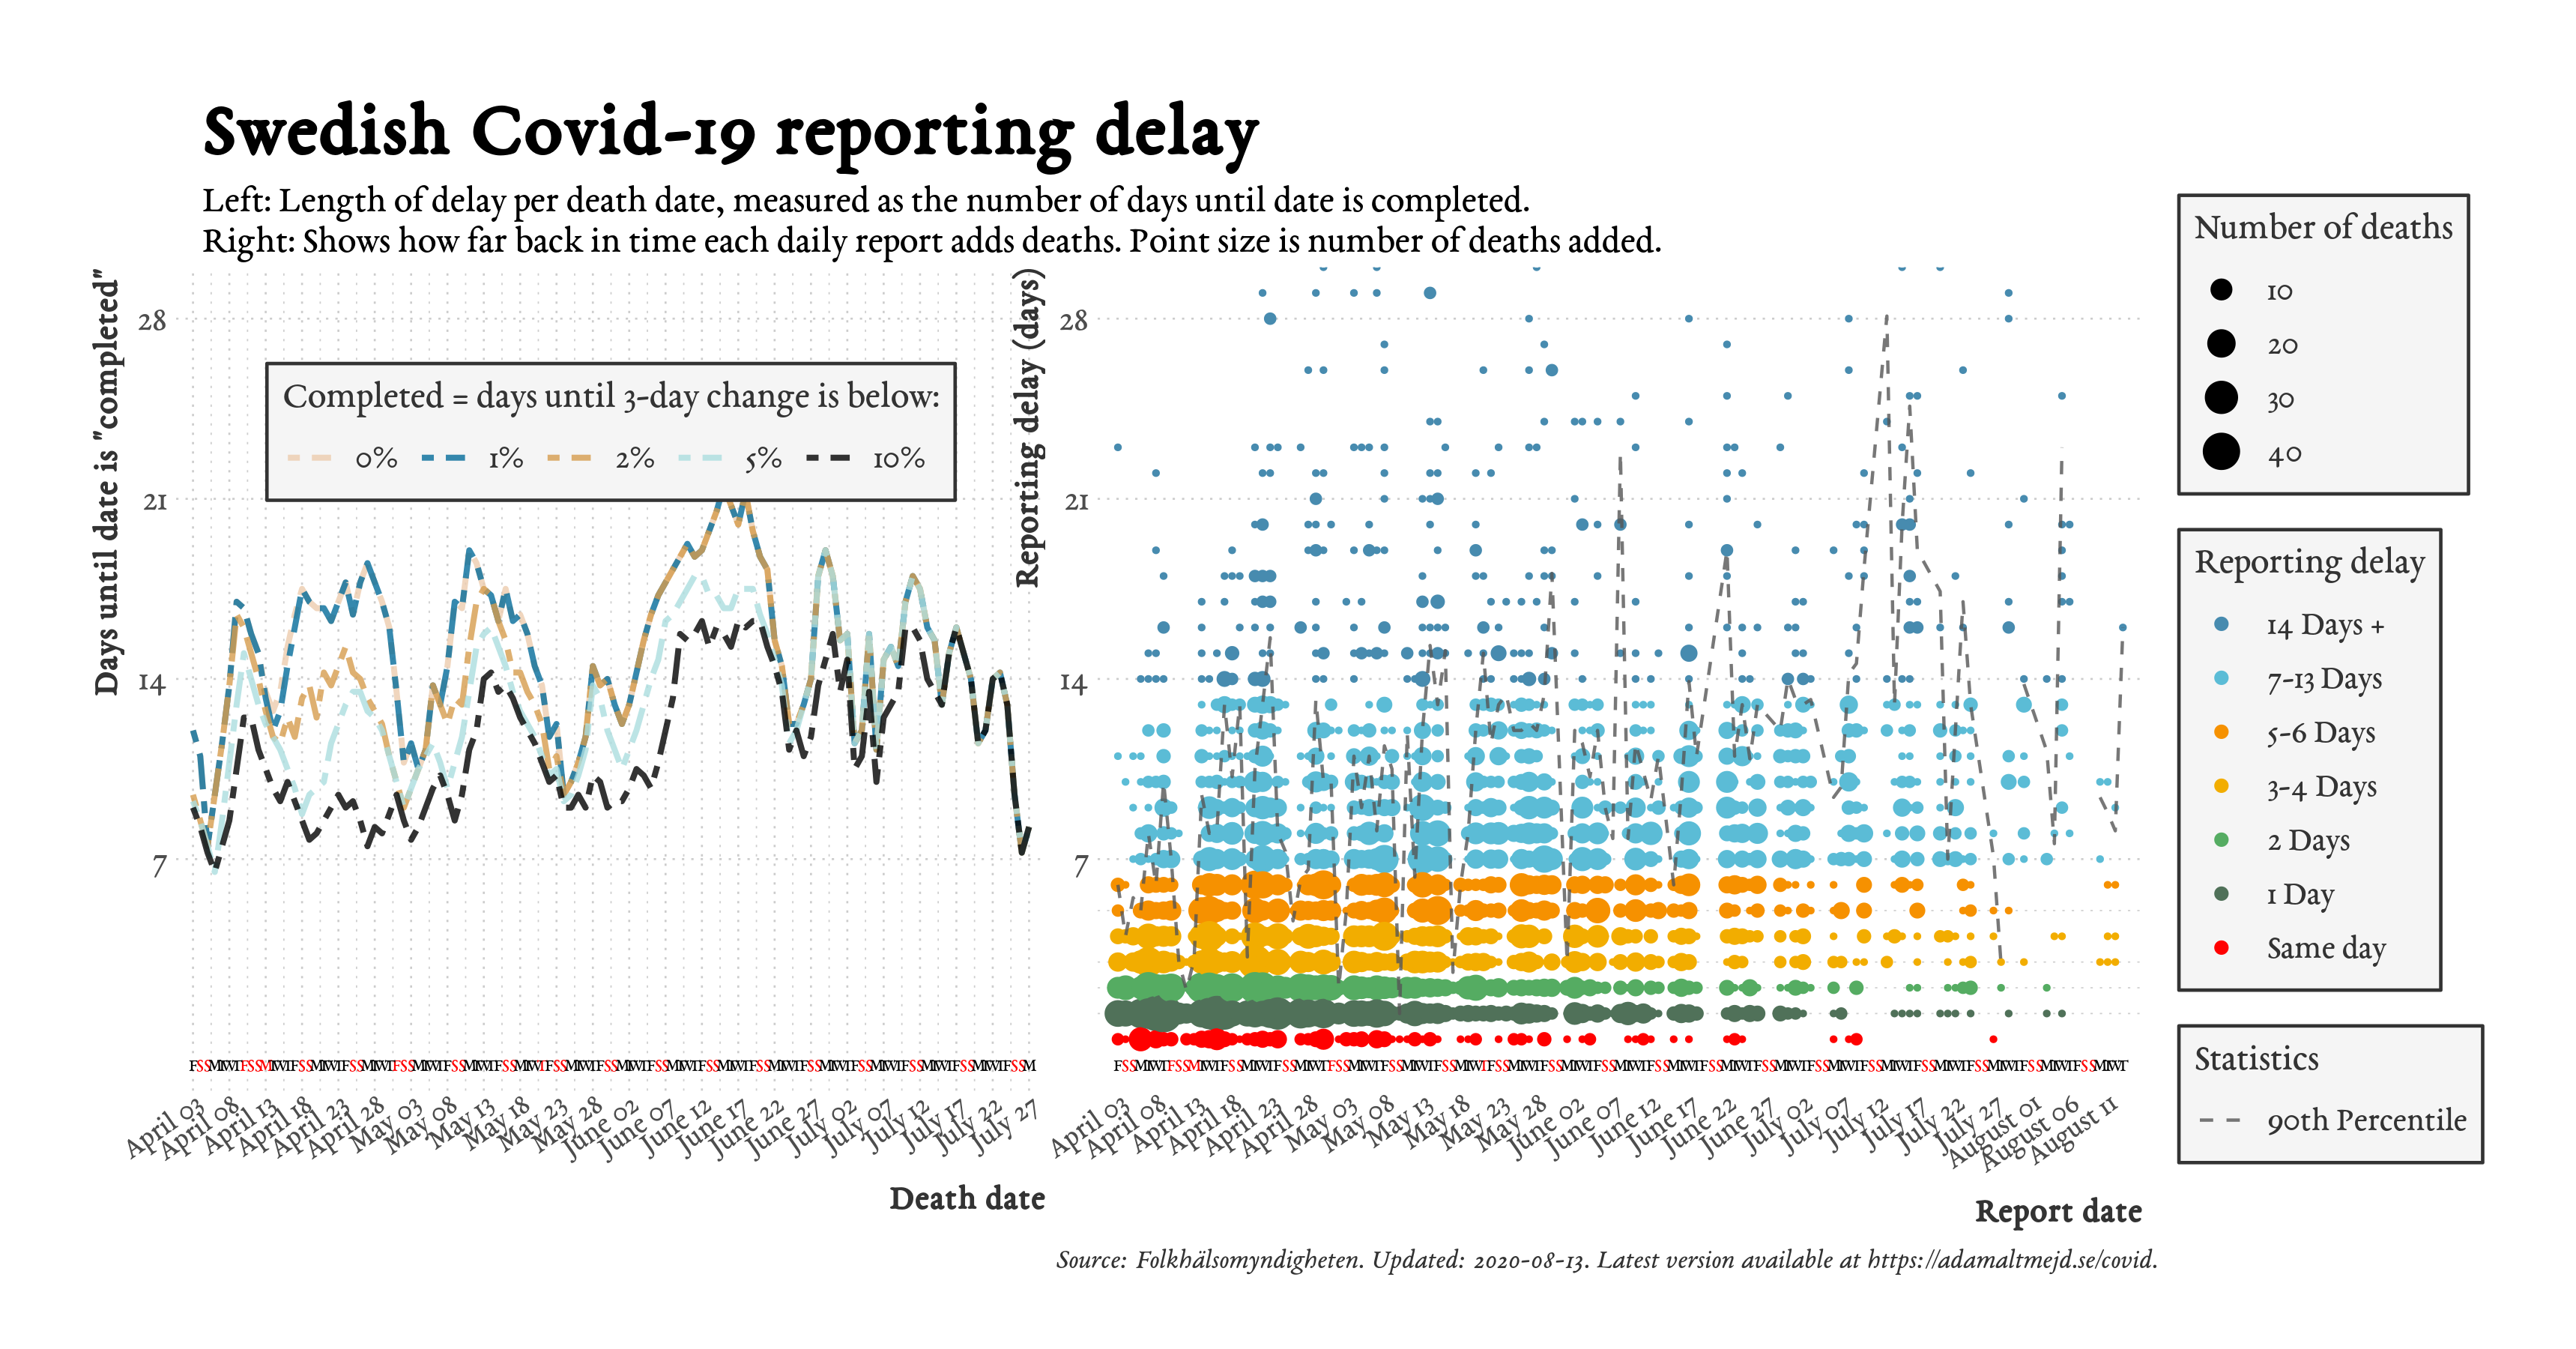 Swedish Covid-19 reporting delay
Left: Length of delay per death date, measured as the number of days until date is completed.
Right: Shows how far back in time each daily report adds deaths. Point size is number of deaths added.
Days until date is "completed"
28
21
14
7
Completed = days until 3-day change is below:
0% 1% 2% 5% 10%
April 03
April 08
April 13
April 18
April 23
April 28
May 03
May 08
May 13
May 18
May 23
May 28
June 02
June 07
June 12
June 17
June 22
June 27
July 02
July 07
July 12
July 17
July 22
July 27
Death date
Reporting delay (days)
28
21
14
7
April 03
April 08
April 13
April 18
April 23
April 28
May 03
May 08
May 13
May 18
May 23
May 28
June 02
June 07
June 12
June 17
June 22
June 27
July 02
July 07
July 12
July 17
July 22
July 27
August 01
August 06
August 11
Report date
Number of deaths
10
20
30
40
Reporting delay
14 Days +
7-13 Days
5-6 Days
3-4 Days
2 Days
1 Day
Same day
Statistics
90th Percentile
Source: Folkhälsomyndigheten. Updated: 2020-08-13. Latest version available at https://adamaltmejd.se/covid.